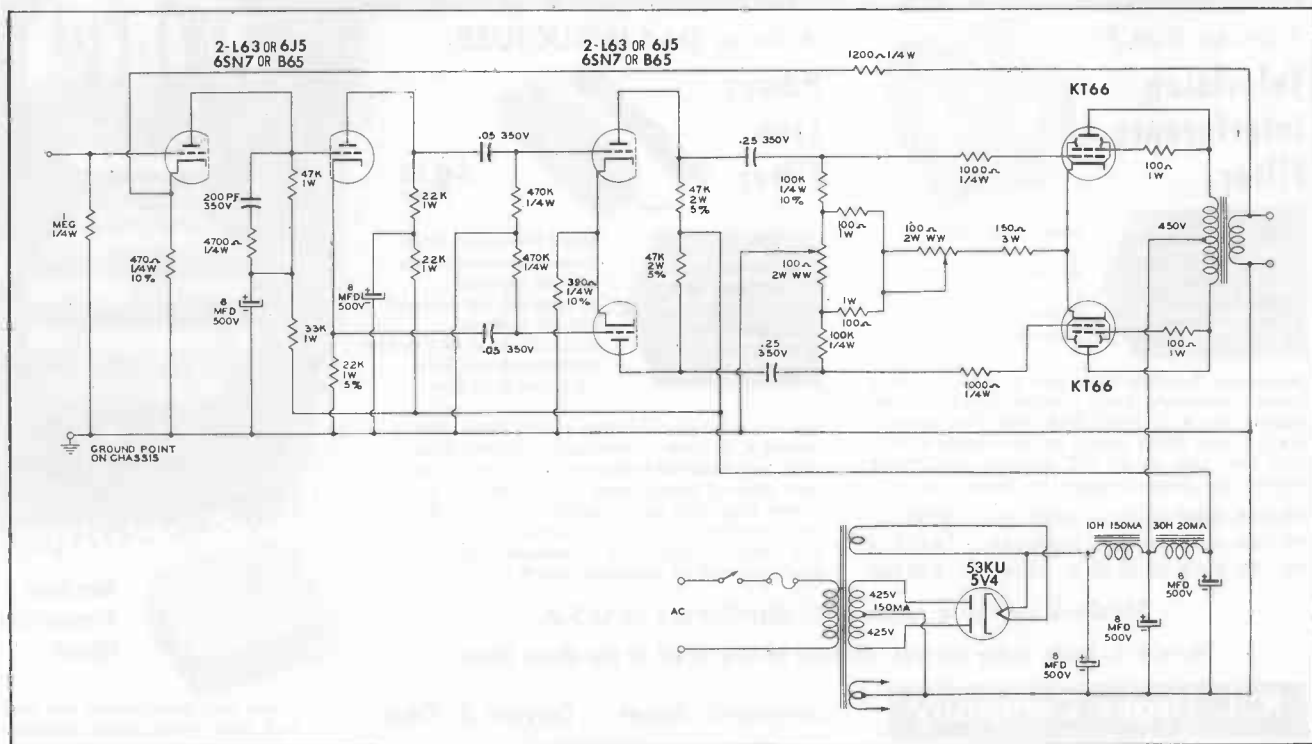 2-L63 OR 6J5
6SN7 OR B65
2-L63 OR 6J5
6SN7 OR B65
1200Ω 1/4W
KT66
.05 350V
.25 350V
1
MEG
1/4W
200 PF
350V
47K
1W
4700Ω
1/4W
470Ω
1/4W
10%
8
MFD
500V
33K
1W
22K
1W
5%
8
MFD
500V
22K
1W
22K
1W
470K
1/4W
470K
1/4W
390Ω
1/4W
10%
.05 350V
47K
2W
5%
47K
2W
5%
.25
350V
100K
1/4W
10%
100Ω
1W
100Ω
2W WW
1W
100Ω
100K
1/4W
100Ω
2W WW
150Ω
3W
1000Ω
1/4W
1000Ω
1/4W
100Ω
1W
450V
100Ω
1W
KT66
GROUND POINT
ON CHASSIS
AC
425V
150MA
425V
53KU
5V4
10H 150MA
30H 20MA
8
MFD
500V
8
MFD
500V
MFD
500V